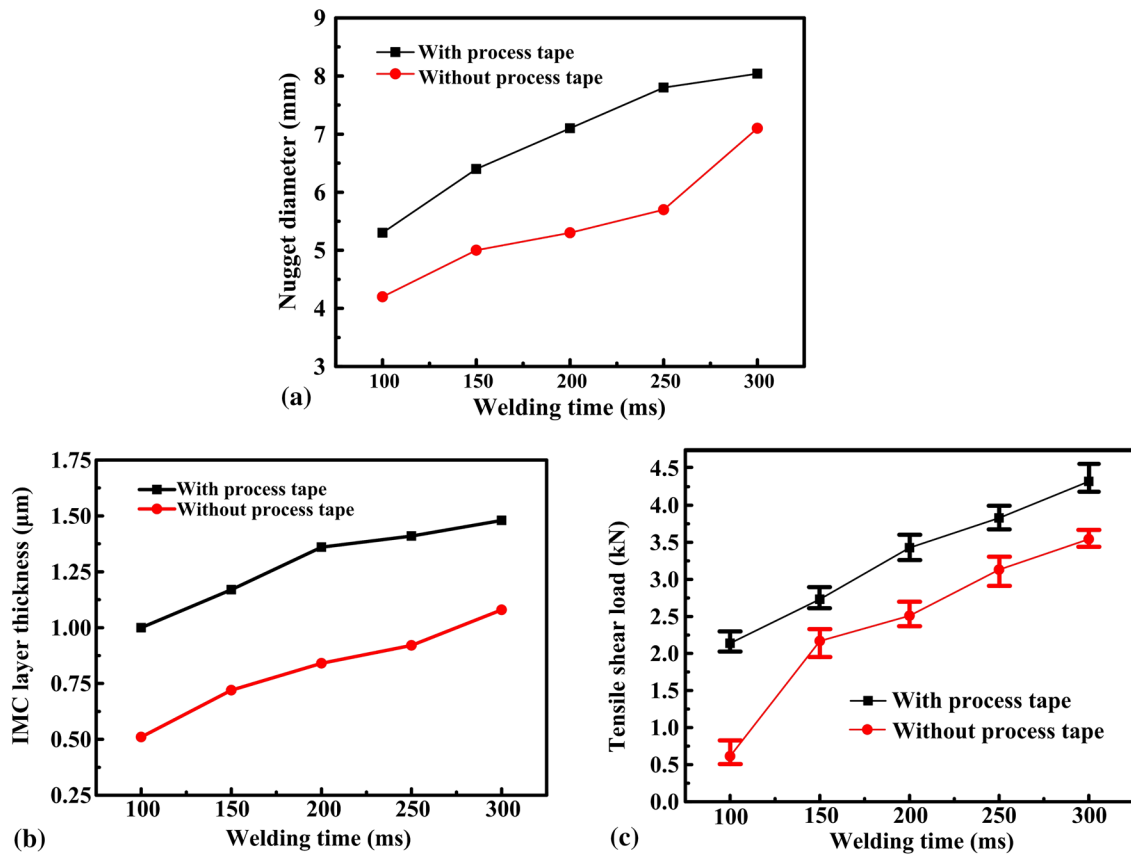 9
8
7
6
5
4
3
With process tape
Without process tape
Nugget diameter (mm)
100 150 200 250 300
Welding time (ms)
(a)
1.75
1.50
1.25
1.00
0.75
0.50
0.25
With process tape
Without process tape
IMC layer thickness (μm)
100 150 200 250 300
Welding time (ms)
(b)
4.5
4.0
3.5
3.0
2.5
2.0
1.5
1.0
0.5
0.0
Tensile shear load (kN)
With process tape
Without process tape
100 150 200 250 300
Welding time (ms)
(c)